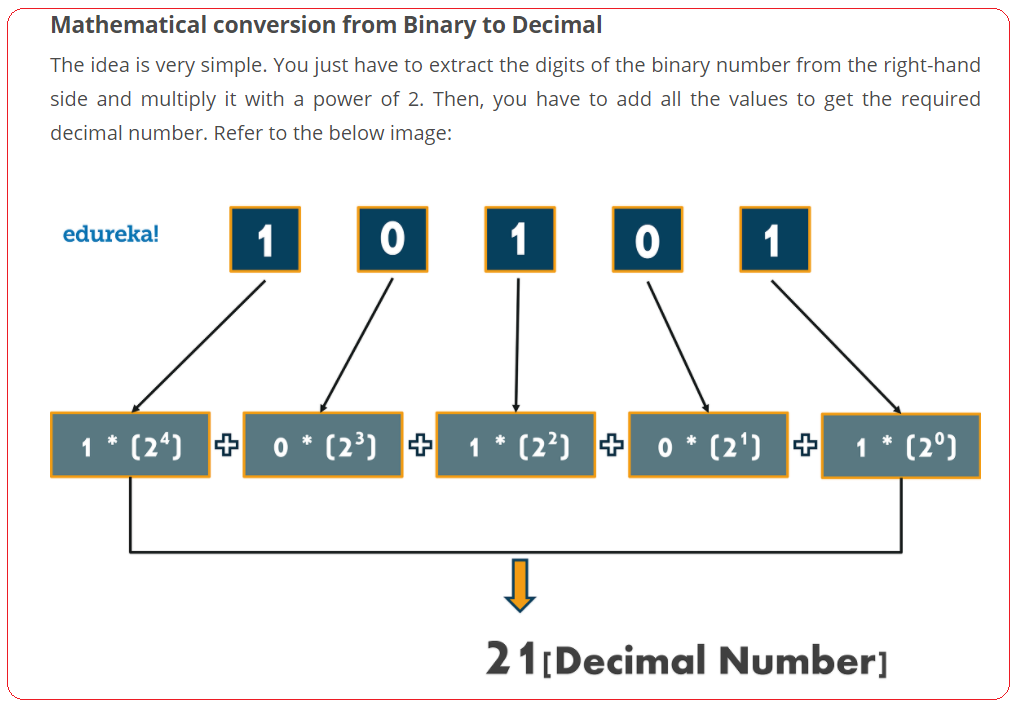 Mathematical conversion from Binary to Decimal
The idea is very simple. You just have to extract the digits of the binary number from the right-hand
side and multiply it with a power of 2. Then, you have to add all the values to get the required
decimal number. Refer to the below image:
edureka! 1 0 1 0 1
1 * (2⁴) + 0 * (2³) + 1 * (2²) + 0 * (2¹) + 1 * (2⁰)
21[Decimal Number]